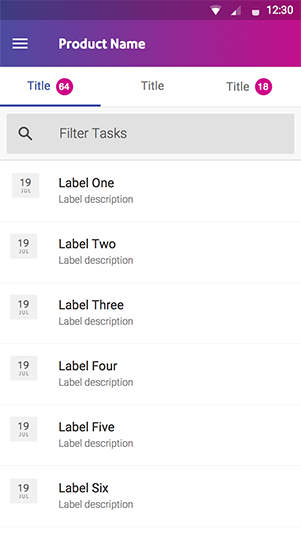 12:30
Product Name
Title 64
Title
Title 18
Filter Tasks
19
JUL
Label One
Label description
19
JUL
Label Two
Label description
19
JUL
Label Three
Label description
19
JUL
Label Four
Label description
19
JUL
Label Five
Label description
19
JUL
Label Six
Label description